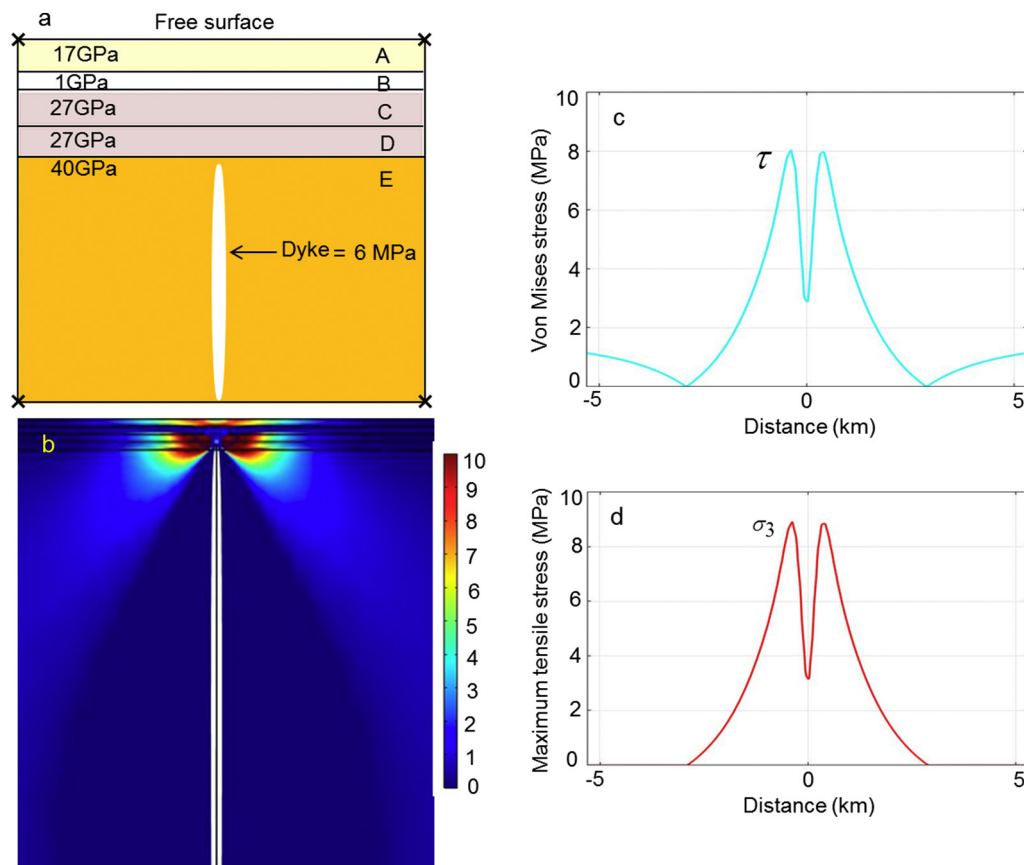 a
Free surface
17GPa A
1GPa B
27GPa C
27GPa D
40GPa E
Dyke = 6 MPa
b
10
9
8
7
6
5
4
3
2
1
0
c
τ
Von Mises stress (MPa)
10
8
6
4
2
0
-5 0 5
Distance (km)
d
σ3
Maximum tensile stress (MPa)
10
8
6
4
2
0
-5 0 5
Distance (km)